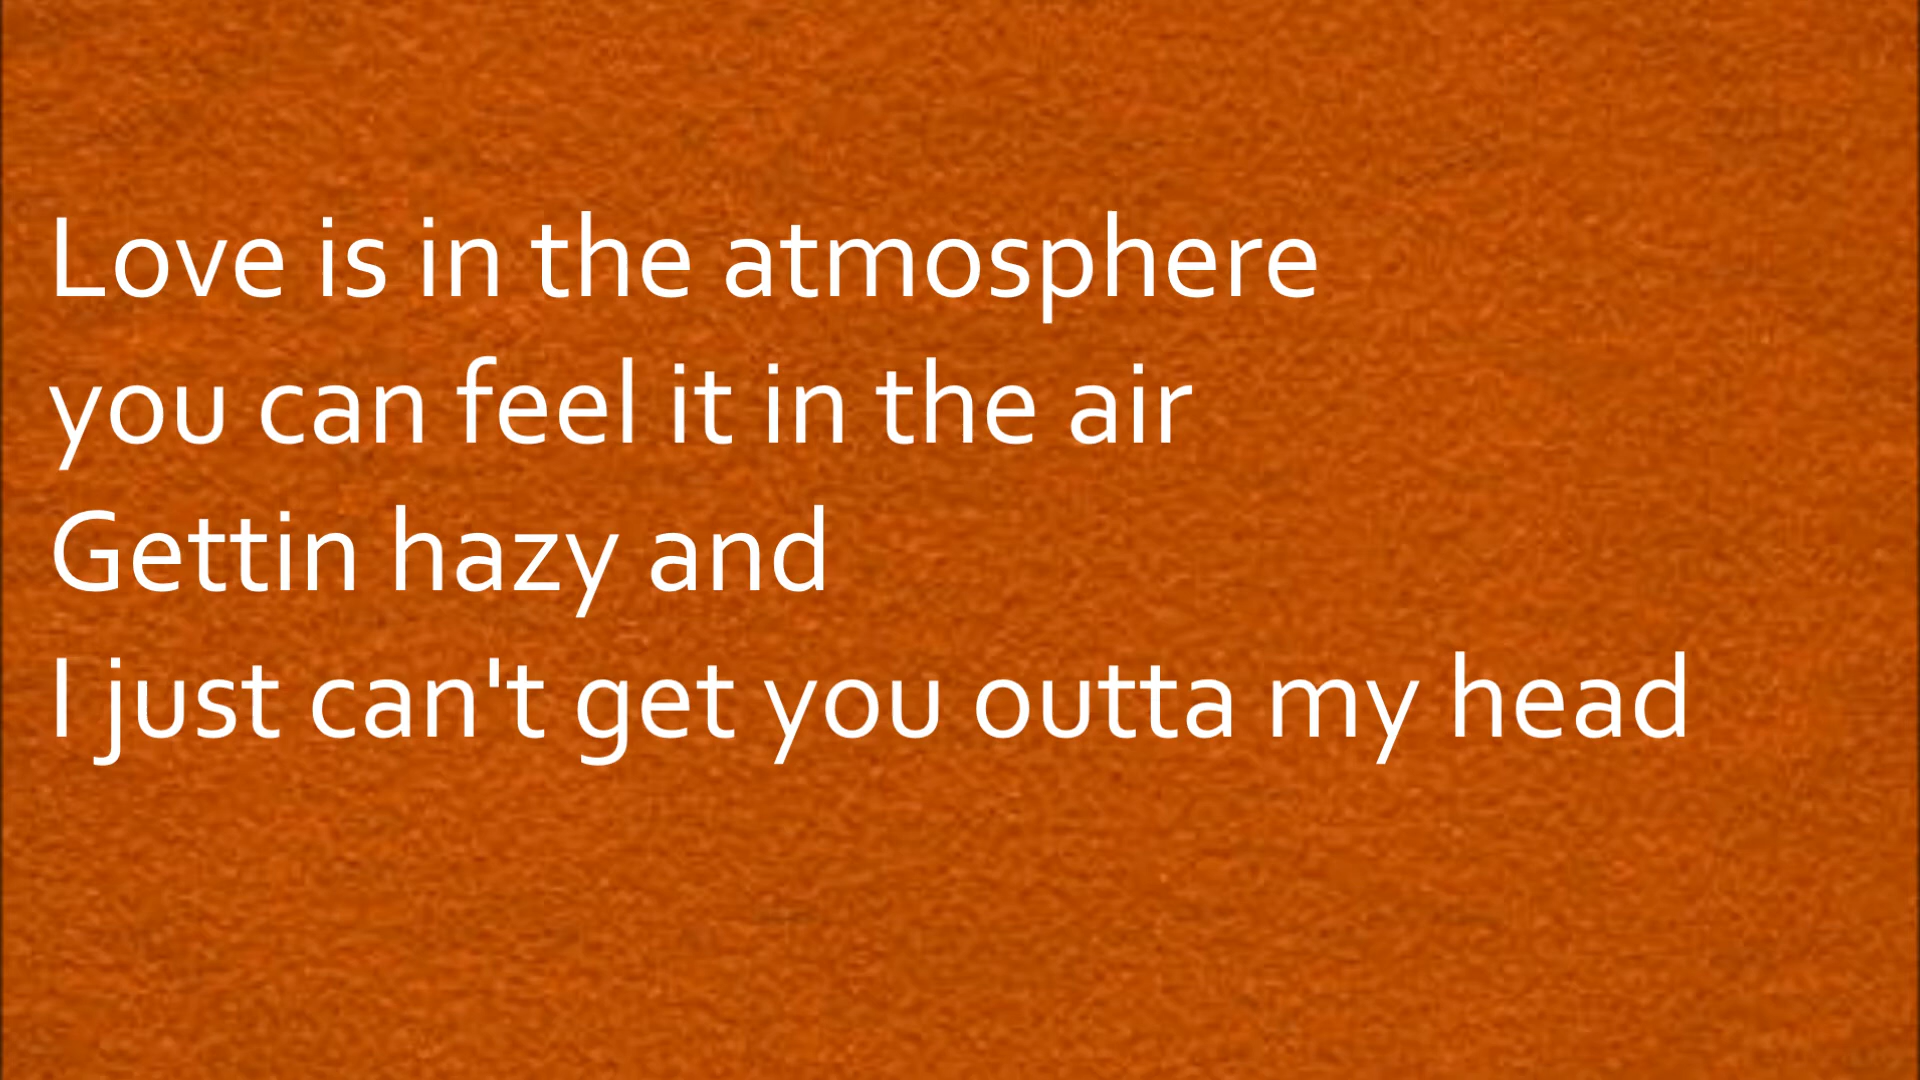 Love is in the atmosphere
you can feel it in the air
Gettin hazy and
I just can't get you outta my head